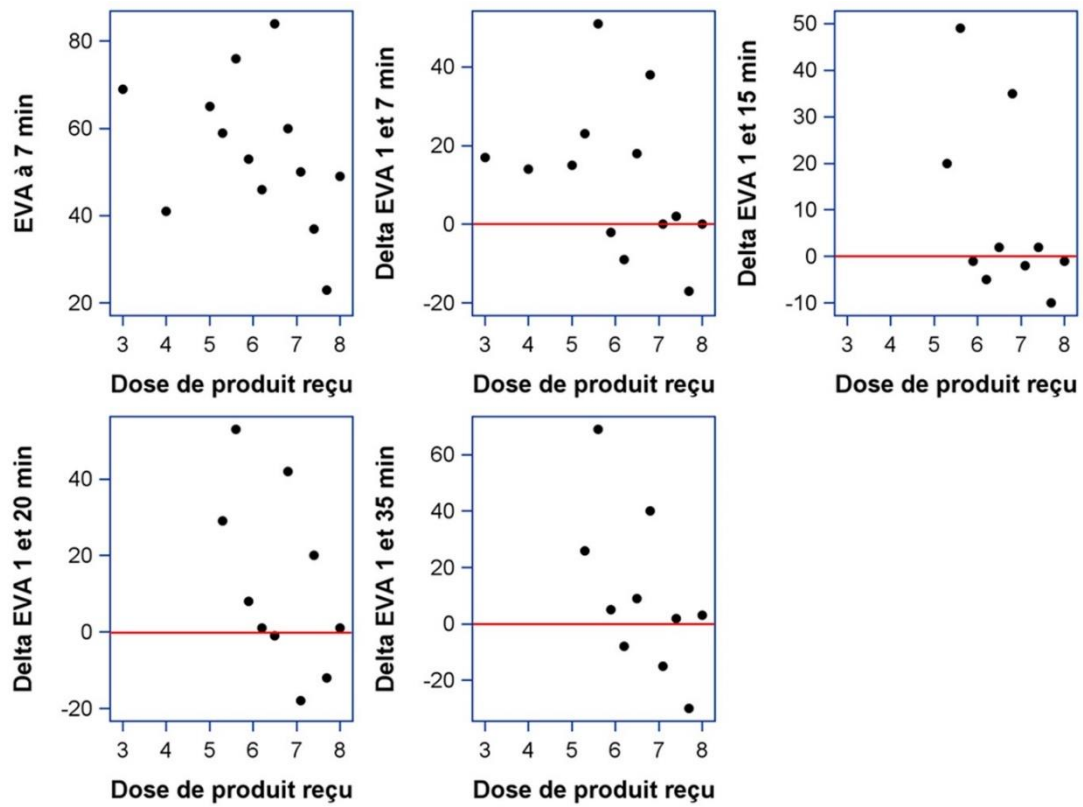 EVA à 7 min
80
60
40
20
3 4 5 6 7 8
Dose de produit reçu
Delta EVA 1 et 7 min
40
20
0
-20
3 4 5 6 7 8
Dose de produit reçu
Delta EVA 1 et 15 min
50
40
30
20
10
0
-10
3 4 5 6 7 8
Dose de produit reçu
Delta EVA 1 et 20 min
40
20
0
-20
3 4 5 6 7 8
Dose de produit reçu
Delta EVA 1 et 35 min
60
40
20
0
-20
3 4 5 6 7 8
Dose de produit reçu